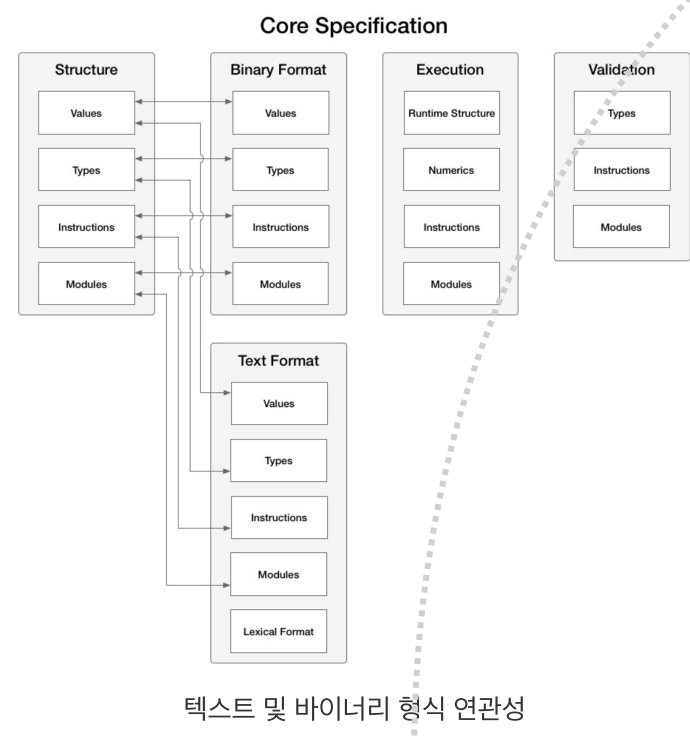 Core Specification
Structure
Values
Types
Instructions
Modules
Binary Format
Values
Types
Instructions
Modules
Execution
Runtime Structure
Numerics
Instructions
Modules
Validation
Types
Instructions
Modules
Text Format
Values
Types
Instructions
Modules
Lexical Format
텍스트 및 바이너리 형식 연관성